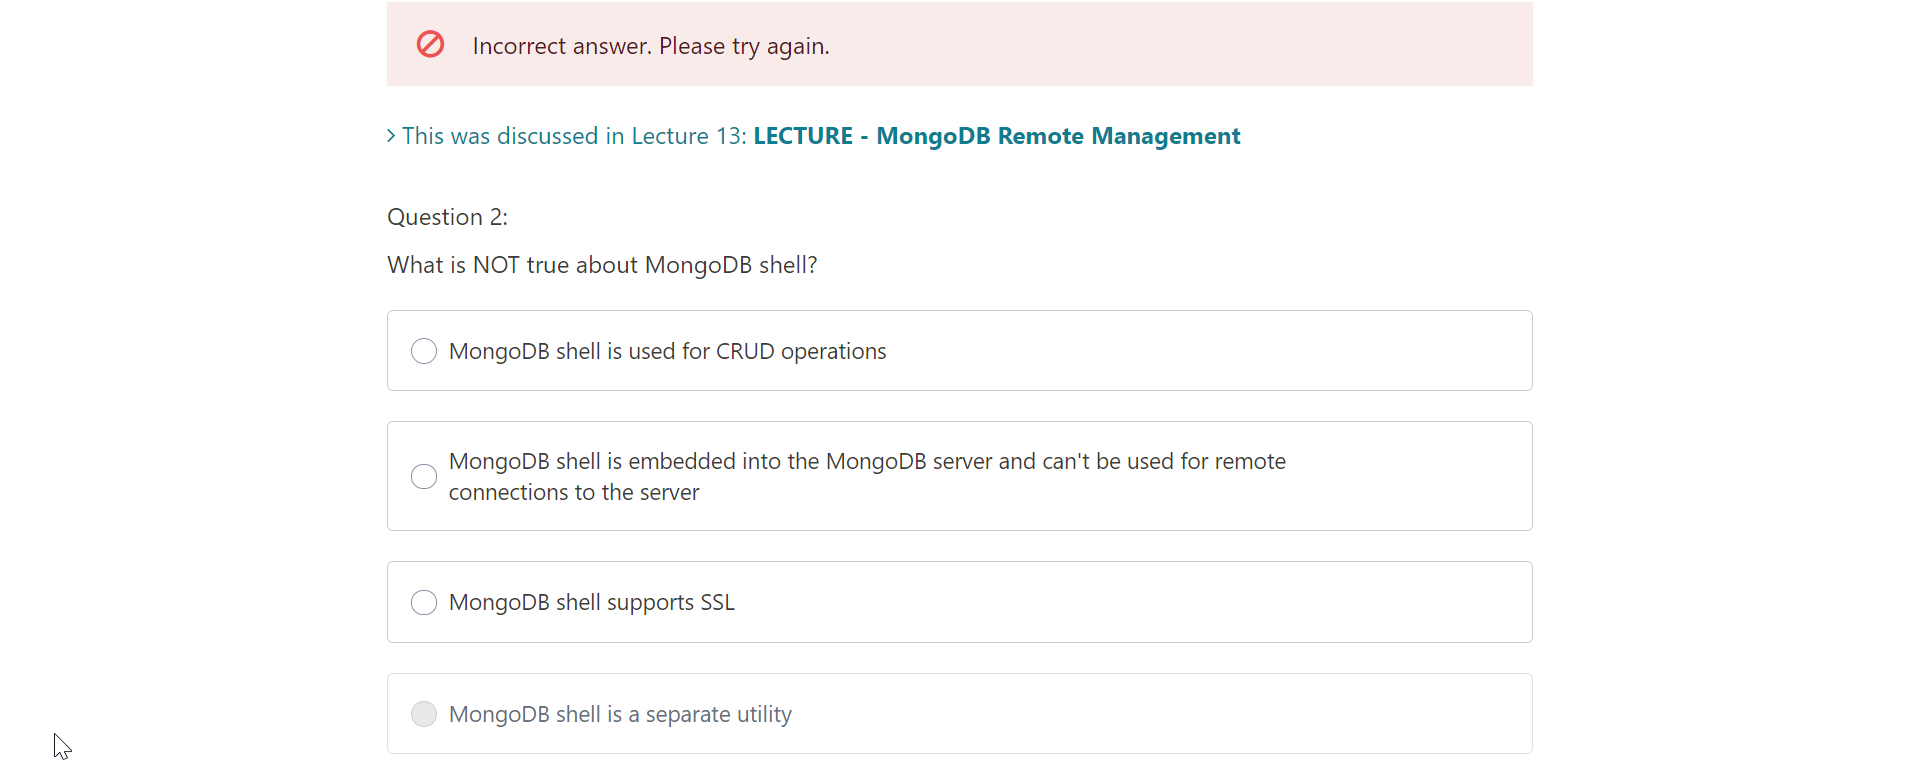 Incorrect answer. Please try again.
> This was discussed in Lecture 13: LECTURE - MongoDB Remote Management
Question 2:
What is NOT true about MongoDB shell?
MongoDB shell is used for CRUD operations
MongoDB shell is embedded into the MongoDB server and can't be used for remote
connections to the server
MongoDB shell supports SSL
MongoDB shell is a separate utility